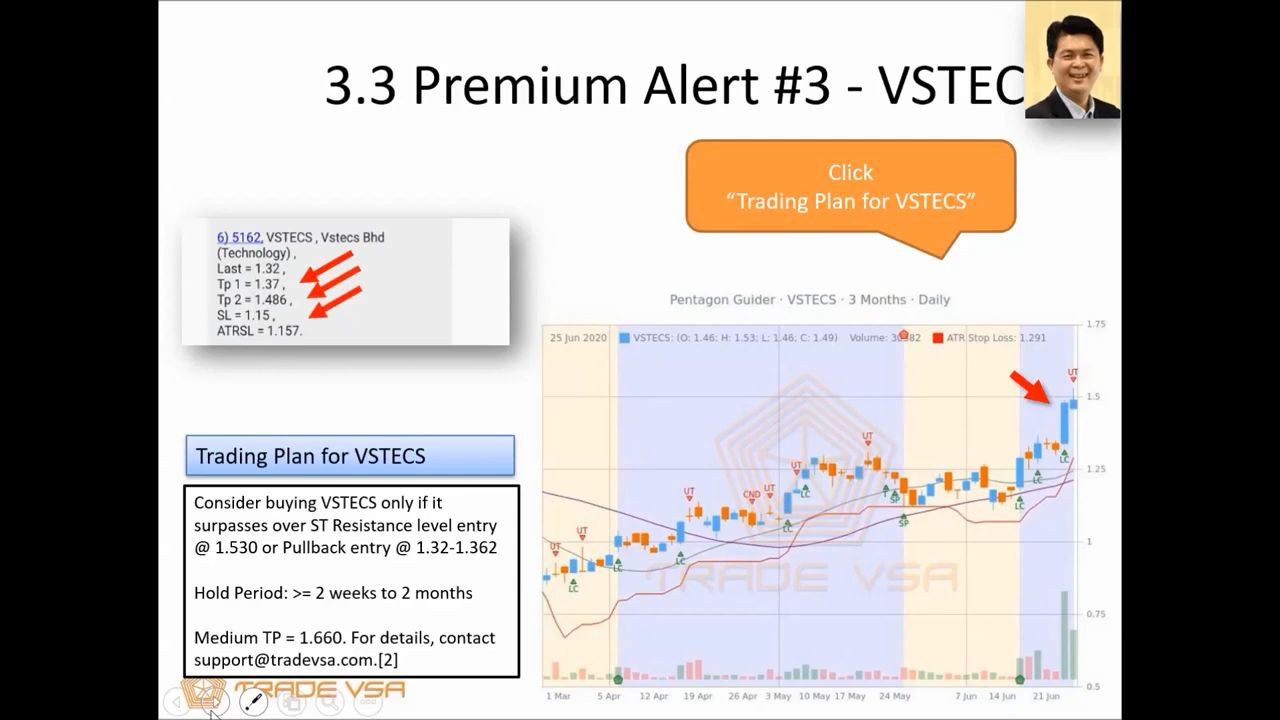 3.3 Premium Alert #3 - VSTEC
Click
“Trading Plan for VSTECS”
6) 5162, VSTECS , Vstecs Bhd
(Technology) ,
Last = 1.32 ,
Tp 1 = 1.37 ,
Tp 2 = 1.486 ,
SL = 1.15 ,
ATRSL = 1.157.
Pentagon Guider · VSTECS · 3 Months · Daily
25 Jun 2020 VSTECS: (O: 1.46; H: 1.53; L: 1.46; C: 1.49) Volume: ATR Stop Loss: 1.291
1.75
UT
1.5
UT
UT
LC
1.25
UT
LC
LC
UT
CND
UT
SP
LC
LC
SP
UT
UT
1
LC
LC
LC
TRADE VSA
0.75
0.5
1 Mar 5 Apr 12 Apr 19 Apr 26 Apr 3 May 10 May 17 May 24 May 7 Jun 14 Jun 21 Jun
Trading Plan for VSTECS
Consider buying VSTECS only if it
surpasses over ST Resistance level entry
@ 1.530 or Pullback entry @ 1.32-1.362
Hold Period: >= 2 weeks to 2 months
Medium TP = 1.660. For details, contact
support@tradevsa.com.[2]
TRADE VSA